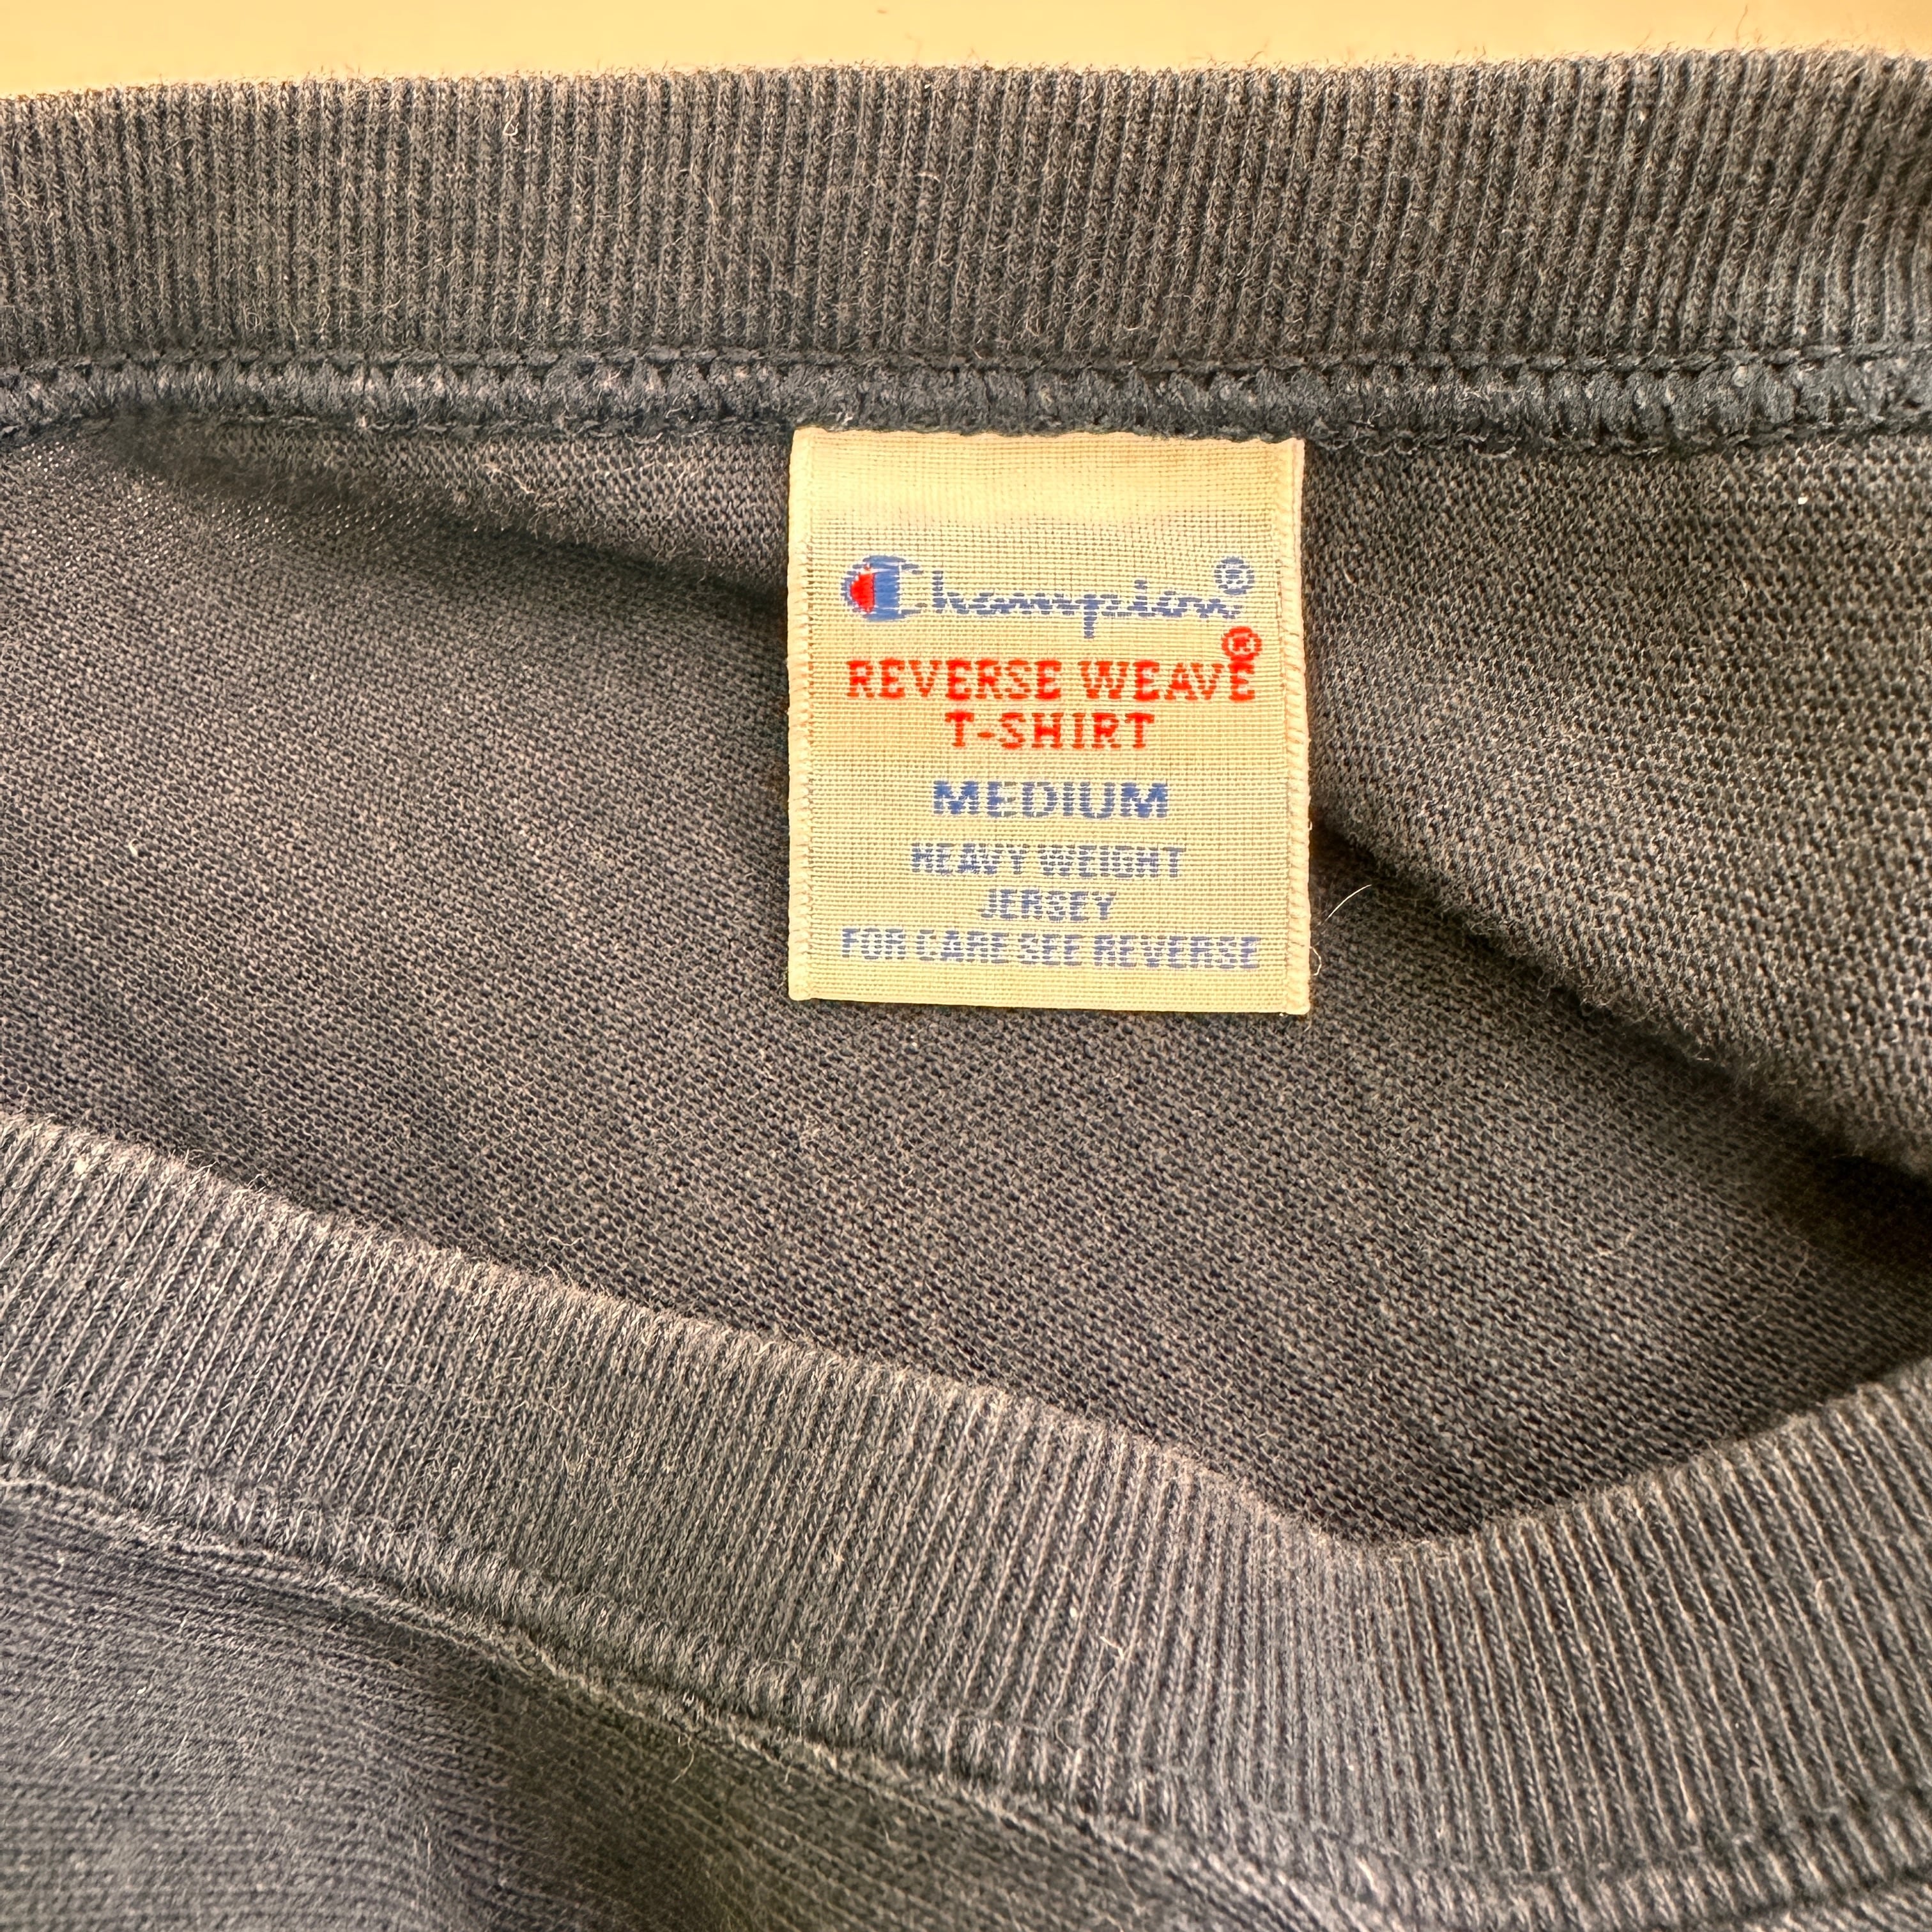 Champion®
REVERSE WEAVE®
T-SHIRT
MEDIUM
HEAVY WEIGHT
JERSEY
FOR CARE SEE REVERSE